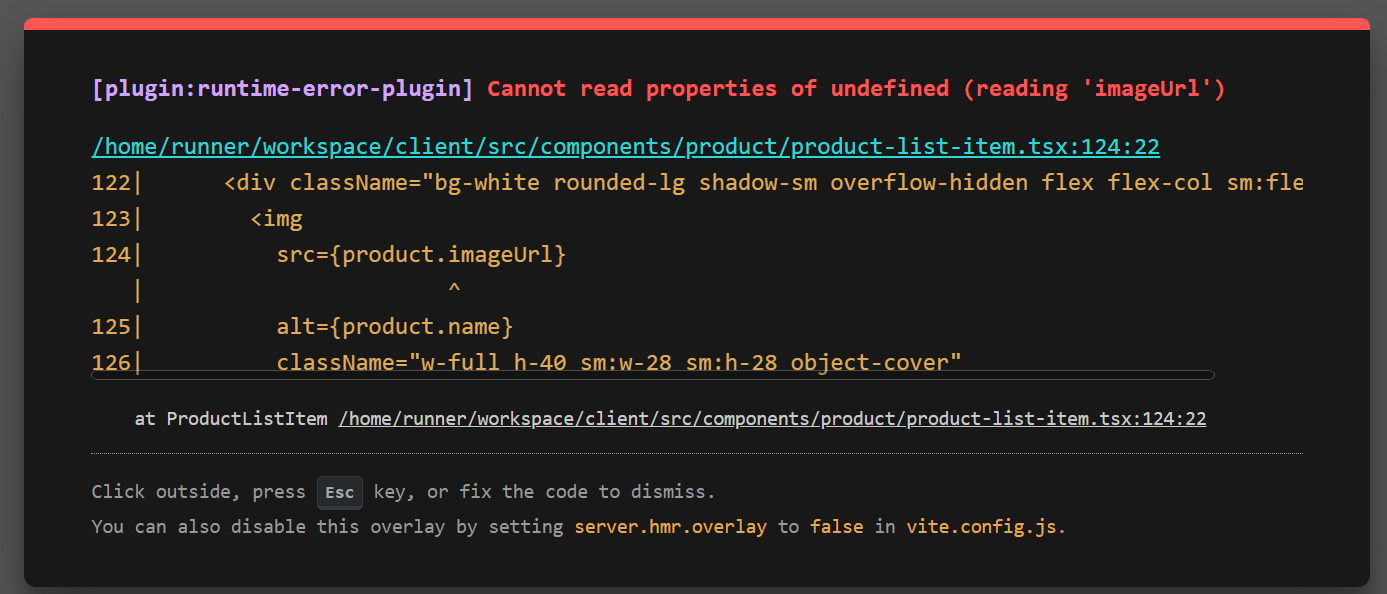 [plugin:runtime-error-plugin] Cannot read properties of undefined (reading 'imageUrl')
/home/runner/workspace/client/src/components/product/product-list-item.tsx:124:22
122|      <div className="bg-white rounded-lg shadow-sm overflow-hidden flex flex-col sm:fle
123|        <img
124|          src={product.imageUrl}
   |                       ^
125|          alt={product.name}
126|          className="w-full h-40 sm:w-28 sm:h-28 object-cover"
at ProductListItem /home/runner/workspace/client/src/components/product/product-list-item.tsx:124:22
Click outside, press Esc key, or fix the code to dismiss.
You can also disable this overlay by setting server.hmr.overlay to false in vite.config.js.